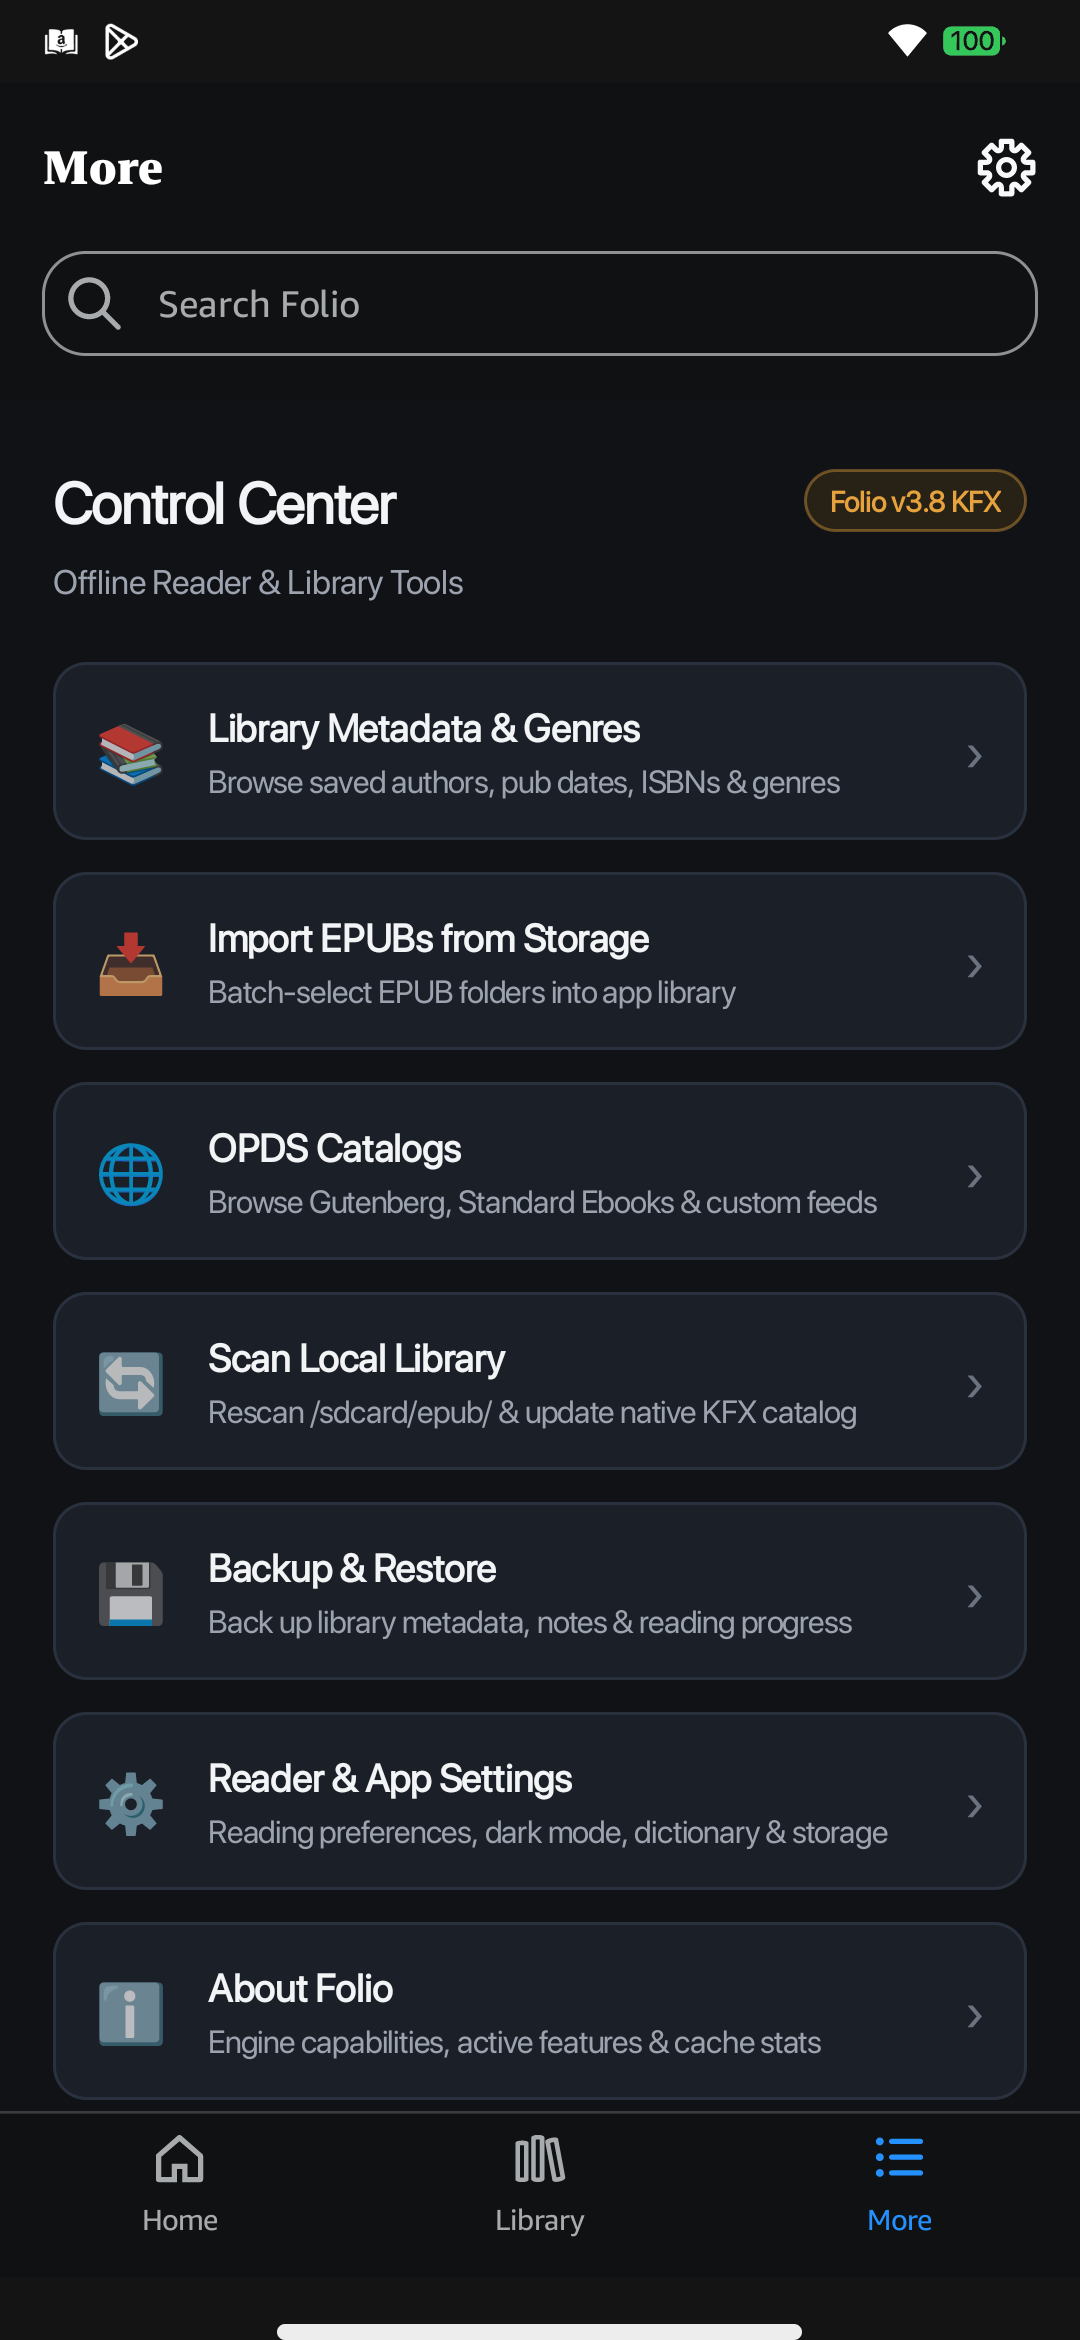 100
More
Search Folio
Control Center
Folio v3.8 KFX
Offline Reader & Library Tools
Library Metadata & Genres
Browse saved authors, pub dates, ISBNs & genres
Import EPUBs from Storage
Batch-select EPUB folders into app library
OPDS Catalogs
Browse Gutenberg, Standard Ebooks & custom feeds
Scan Local Library
Rescan /sdcard/epub/ & update native KFX catalog
Backup & Restore
Back up library metadata, notes & reading progress
Reader & App Settings
Reading preferences, dark mode, dictionary & storage
About Folio
Engine capabilities, active features & cache stats
Home
Library
More